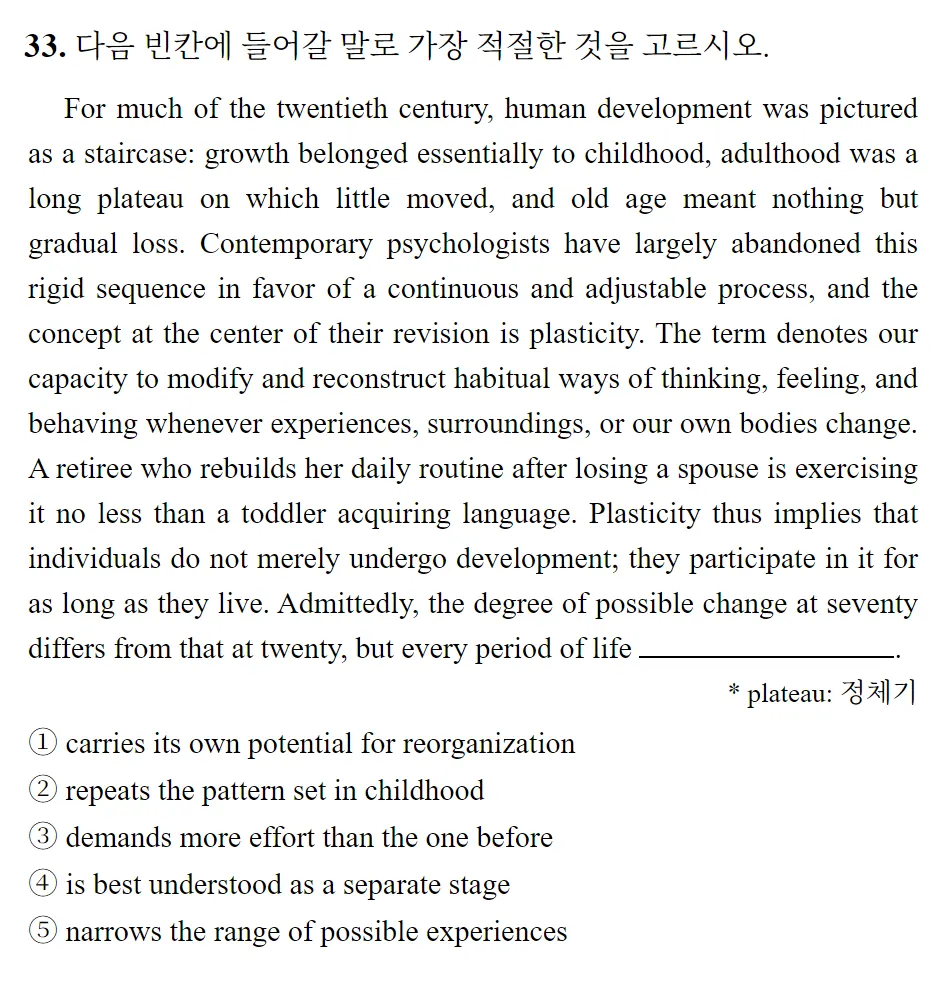 33. 다음 빈칸에 들어갈 말로 가장 적절한 것을 고르시오.
For much of the twentieth century, human development was pictured
as a staircase: growth belonged essentially to childhood, adulthood was a
long plateau on which little moved, and old age meant nothing but
gradual loss. Contemporary psychologists have largely abandoned this
rigid sequence in favor of a continuous and adjustable process, and the
concept at the center of their revision is plasticity. The term denotes our
capacity to modify and reconstruct habitual ways of thinking, feeling, and
behaving whenever experiences, surroundings, or our own bodies change.
A retiree who rebuilds her daily routine after losing a spouse is exercising
it no less than a toddler acquiring language. Plasticity thus implies that
individuals do not merely undergo development; they participate in it for
as long as they live. Admittedly, the degree of possible change at seventy
differs from that at twenty, but every period of life ____________.
* plateau: 정체기
① carries its own potential for reorganization
② repeats the pattern set in childhood
③ demands more effort than the one before
④ is best understood as a separate stage
⑤ narrows the range of possible experiences